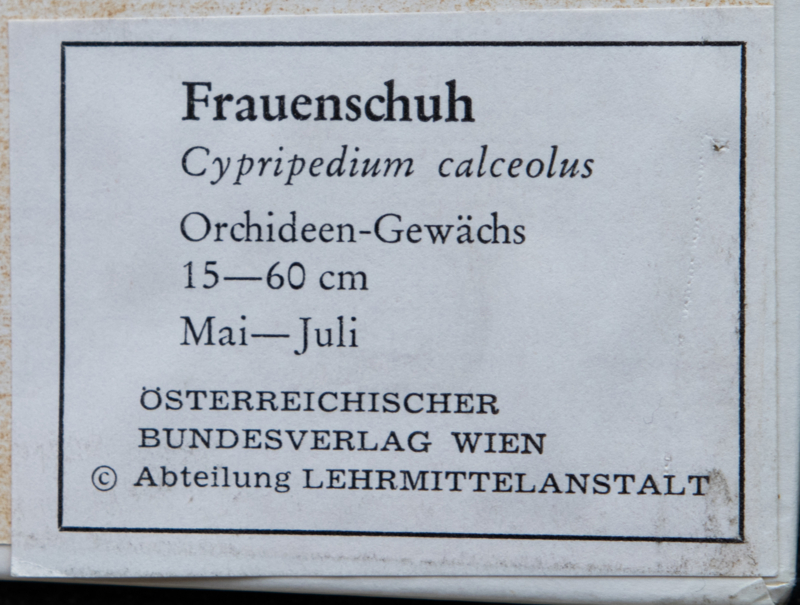 Frauenschuh
Cypripedium calceolus
Orchideen-Gewächs
15—60 cm
Mai—Juli
ÖSTERREICHISCHER
BUNDESVERLAG WIEN
© Abteilung LEHRMITTELANSTALT